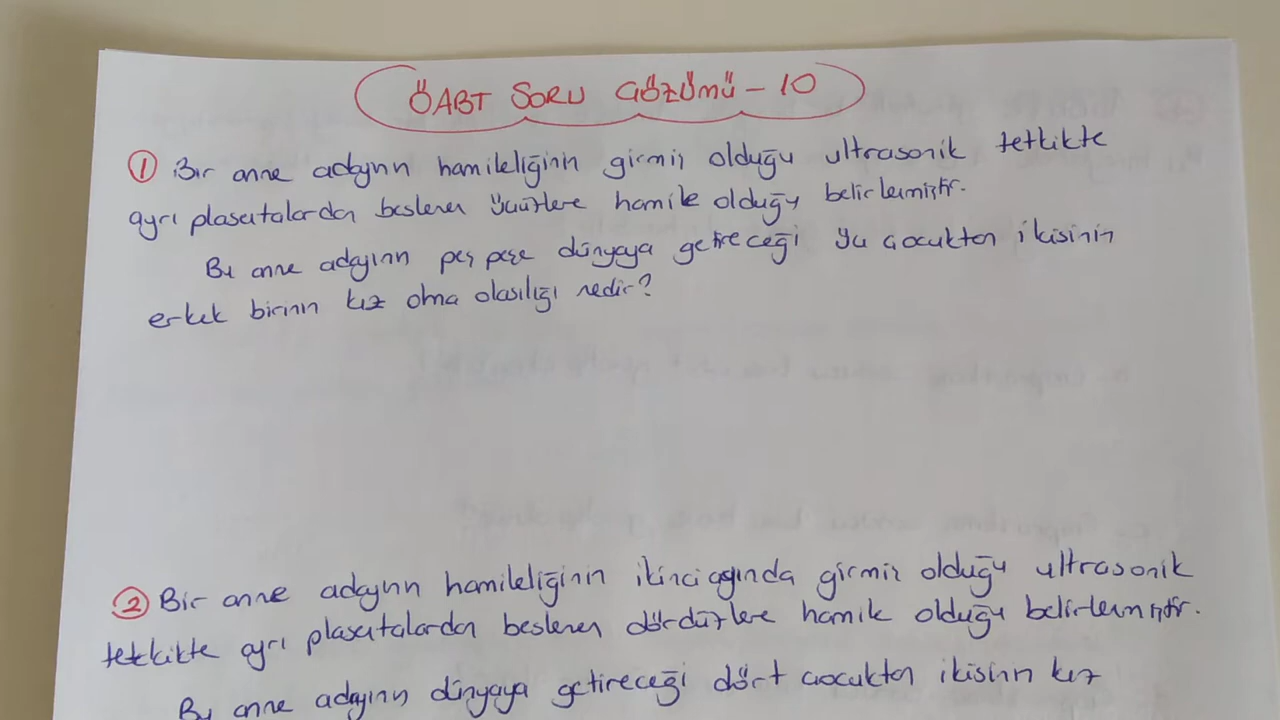 ÖABT SORU ÇÖZÜMÜ - 10
① Bir anne adayının hamileliğinin girmiş olduğu ultrasonik tetkikte
ayrı plasentalardan beslenen üçüzlere hamile olduğu belirlenmiştir.
Bu anne adayının peş peşe dünyaya getireceği üç çocuktan ikisinin
erkek birinin kız olma olasılığı nedir?
② Bir anne adayının hamileliğinin ikinci ayında girmiş olduğu ultrasonik
tetkikte ayrı plasentalardan beslenen dördüzlere hamile olduğu belirlenmiştir.
Bu anne adayının dünyaya getireceği dört çocuktan ikisinin kız